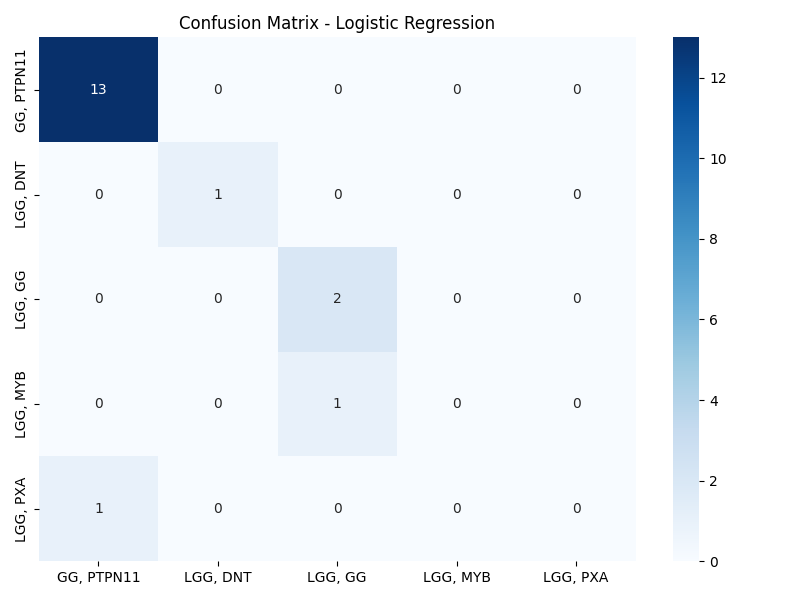 Confusion Matrix - Logistic Regression
GG, PTPN11
13 0 0 0 0
LGG, DNT
0 1 0 0 0
LGG, GG
0 0 2 0 0
LGG, MYB
0 0 1 0 0
LGG, PXA
1 0 0 0 0
GG, PTPN11 LGG, DNT LGG, GG LGG, MYB LGG, PXA
12
10
8
6
4
2
0